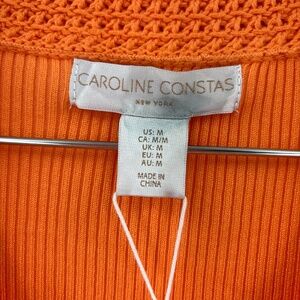 CAROLINE CONSTAS
NEW YORK
US: M
CA: M/M
UK: M
EU: M
AU: M
MADE IN
CHINA